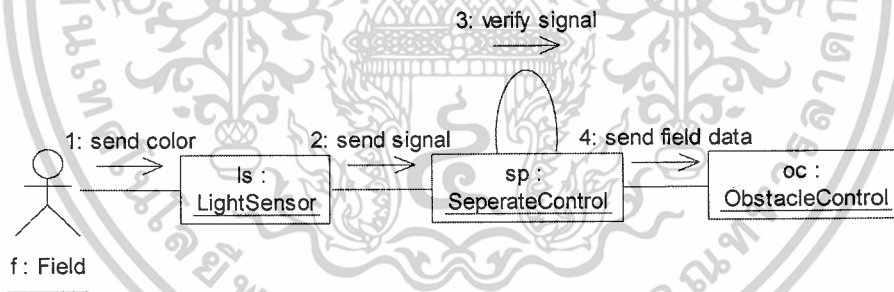 3: verify signal
1: send color
2: send signal
4: send field data
ls :
LightSensor
sp :
SeperateControl
oc :
ObstacleControl
f : Field